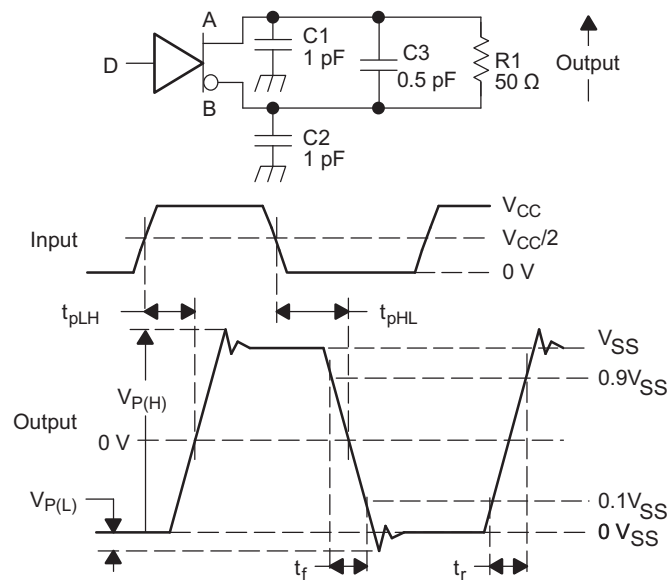 A
D
B
C1
1 pF
C3
0.5 pF
R1
50 Ω
Output
C2
1 pF
Input
V_CC
V_CC/2
0 V
t_pLH
t_pHL
V_SS
0.9V_SS
V_P(H)
Output
0 V
V_P(L)
0.1V_SS
0 V_SS
t_f
t_r